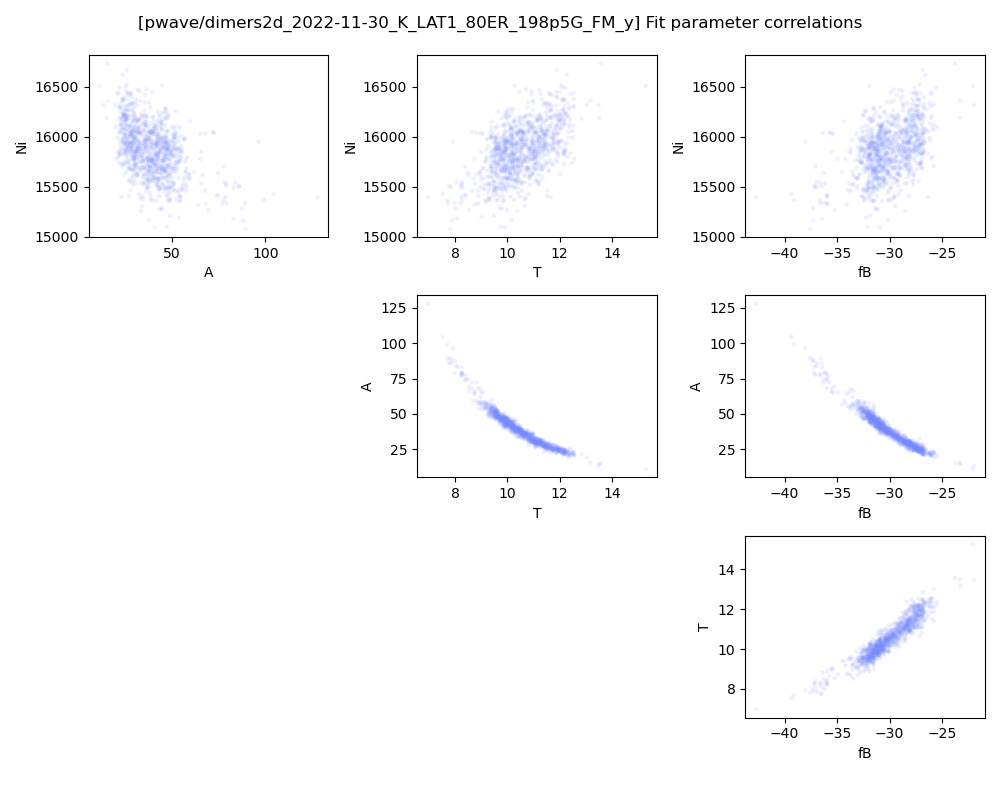 [pwave/dimers2d_2022-11-30_K_LAT1_80ER_198p5G_FM_y] Fit parameter correlations
16500
16000
15500
15000
Ni
50 100
A
16500
16000
15500
15000
Ni
8 10 12 14
T
16500
16000
15500
15000
Ni
−40 −35 −30 −25
fB
125
100
75
50
25
A
8 10 12 14
T
125
100
75
50
25
A
−40 −35 −30 −25
fB
14
12
10
8
T
−40 −35 −30 −25
fB